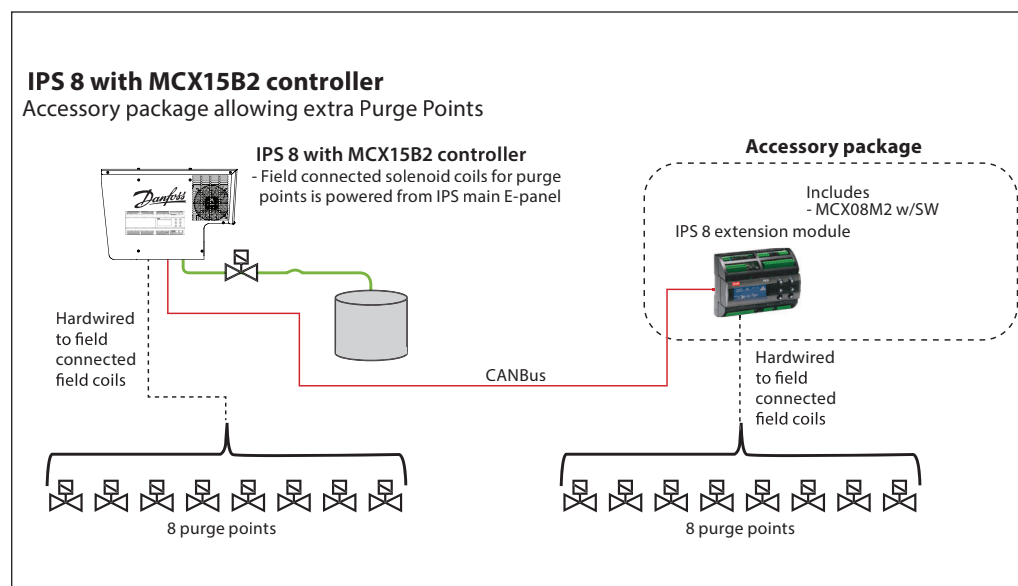 IPS 8 with MCX15B2 controller
Accessory package allowing extra Purge Points
IPS 8 with MCX15B2 controller
- Field connected solenoid coils for purge
points is powered from IPS main E-panel
Danfoss
Accessory package
Includes
- MCX08M2 w/SW
IPS 8 extension module
Hardwired
to field
connected
field coils
CANBus
Hardwired
to field
connected
field coils
8 purge points
8 purge points